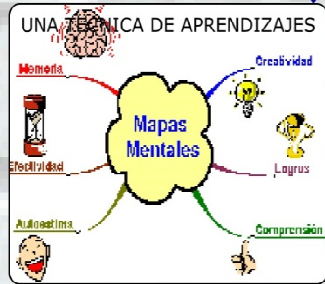 UNA TÉCNICA DE APRENDIZAJES
Memoria
Creatividad
Mapas
Mentales
Efectividad
Logros
Autoestima
Comprensión